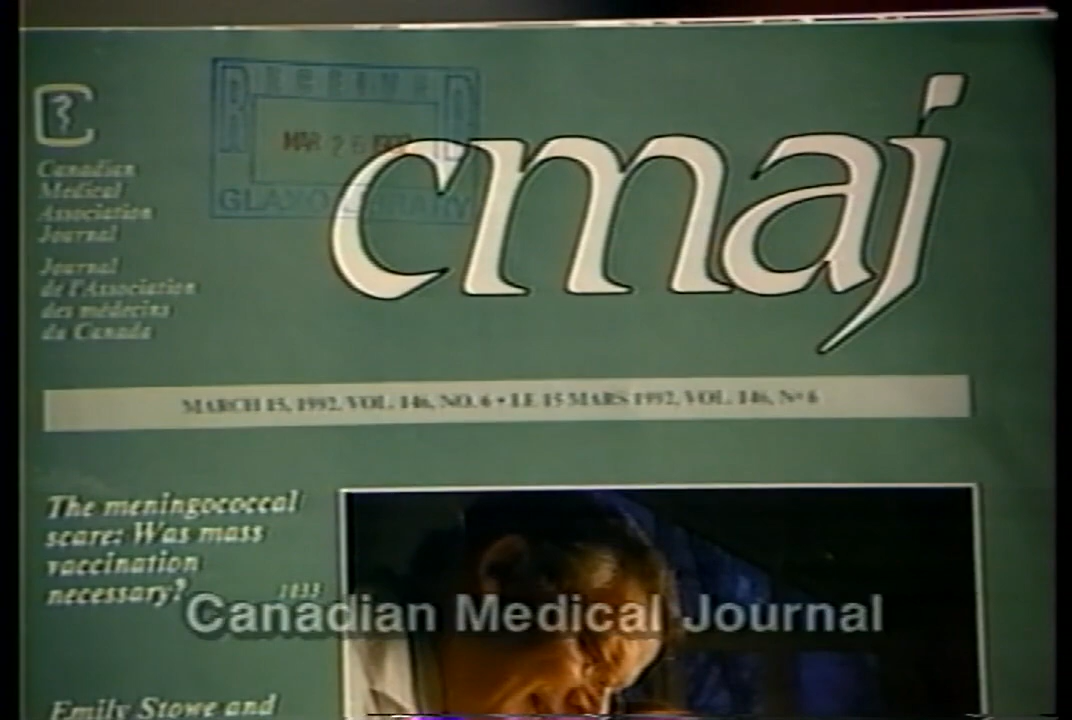 RECEIVED
MAR 26 1992
GLAXO LIBRARY
cmaj
Canadian
Medical
Association
Journal
Journal
de l'Association
des médecins
du Canada
MARCH 15, 1992, VOL. 146, NO. 6 • LE 15 MARS 1992, VOL. 146, Nº 6
The meningococcal
scare: Was mass
vaccination
necessary? 1033
Canadian Medical Journal
Emily Stowe and